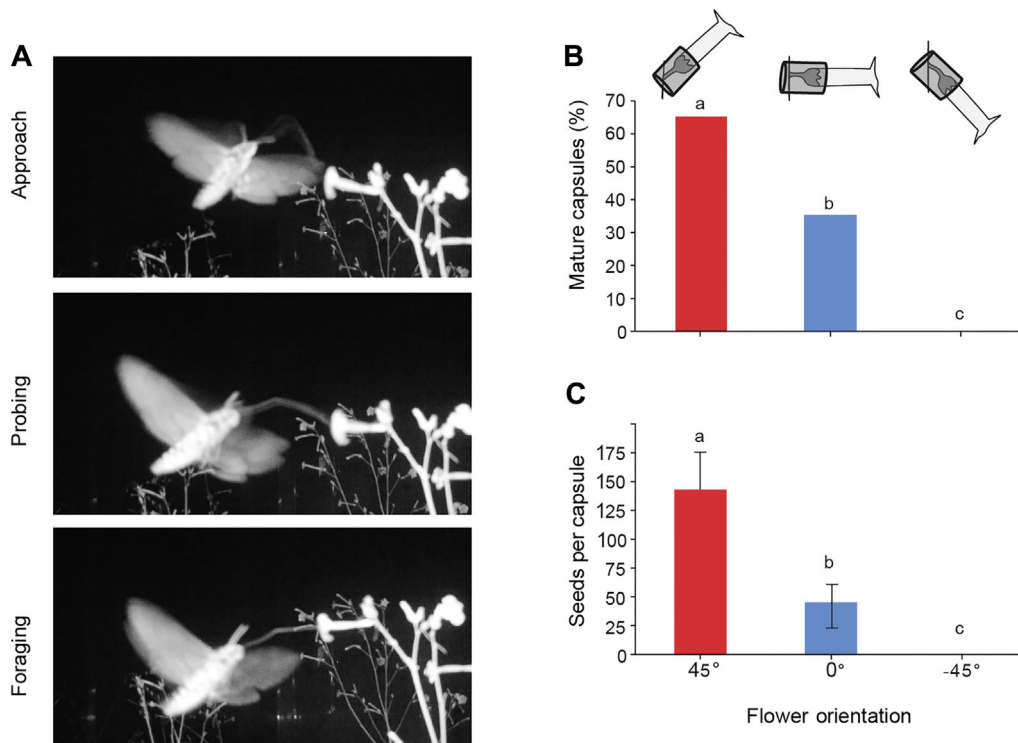 A
Approach
Probing
Foraging
B
Mature capsules (%)
70
60
50
40
30
20
10
0
a
b
c
C
Seeds per capsule
175
150
125
100
75
50
25
0
a
b
c
45° 0° -45°
Flower orientation